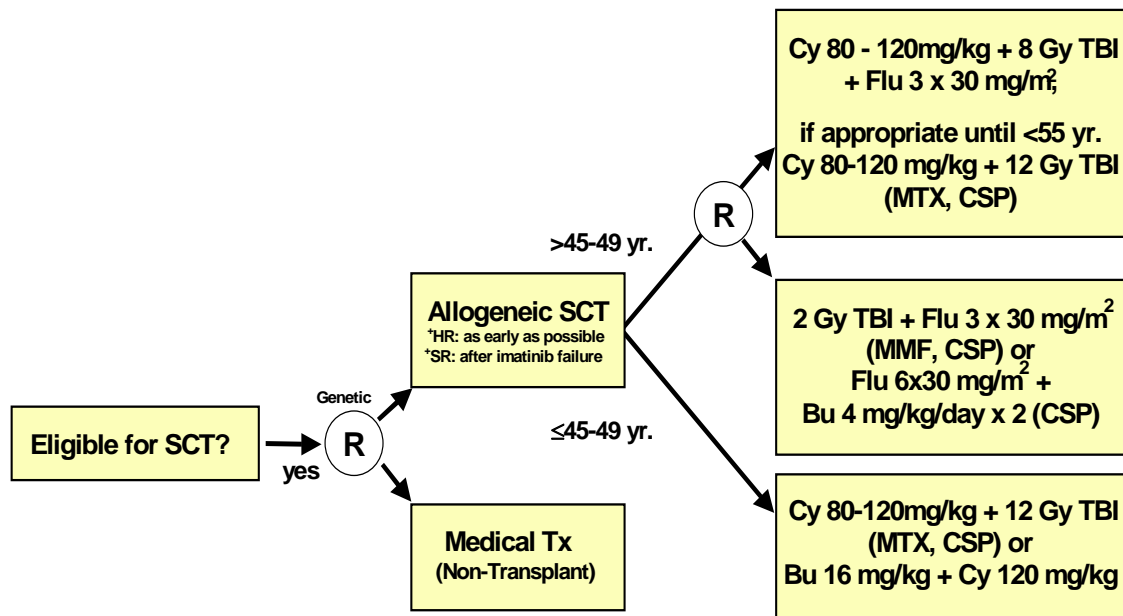 Eligible for SCT?
yes
Genetic
R
Allogeneic SCT
+HR: as early as possible
+SR: after imatinib failure
Medical Tx
(Non-Transplant)
>45-49 yr.
≤45-49 yr.
R
Cy 80 - 120mg/kg + 8 Gy TBI
+ Flu 3 x 30 mg/m²;
if appropriate until <55 yr.
Cy 80-120 mg/kg + 12 Gy TBI
(MTX, CSP)
2 Gy TBI + Flu 3 x 30 mg/m²
(MMF, CSP) or
Flu 6x30 mg/m² +
Bu 4 mg/kg/day x 2 (CSP)
Cy 80-120mg/kg + 12 Gy TBI
(MTX, CSP) or
Bu 16 mg/kg + Cy 120 mg/kg